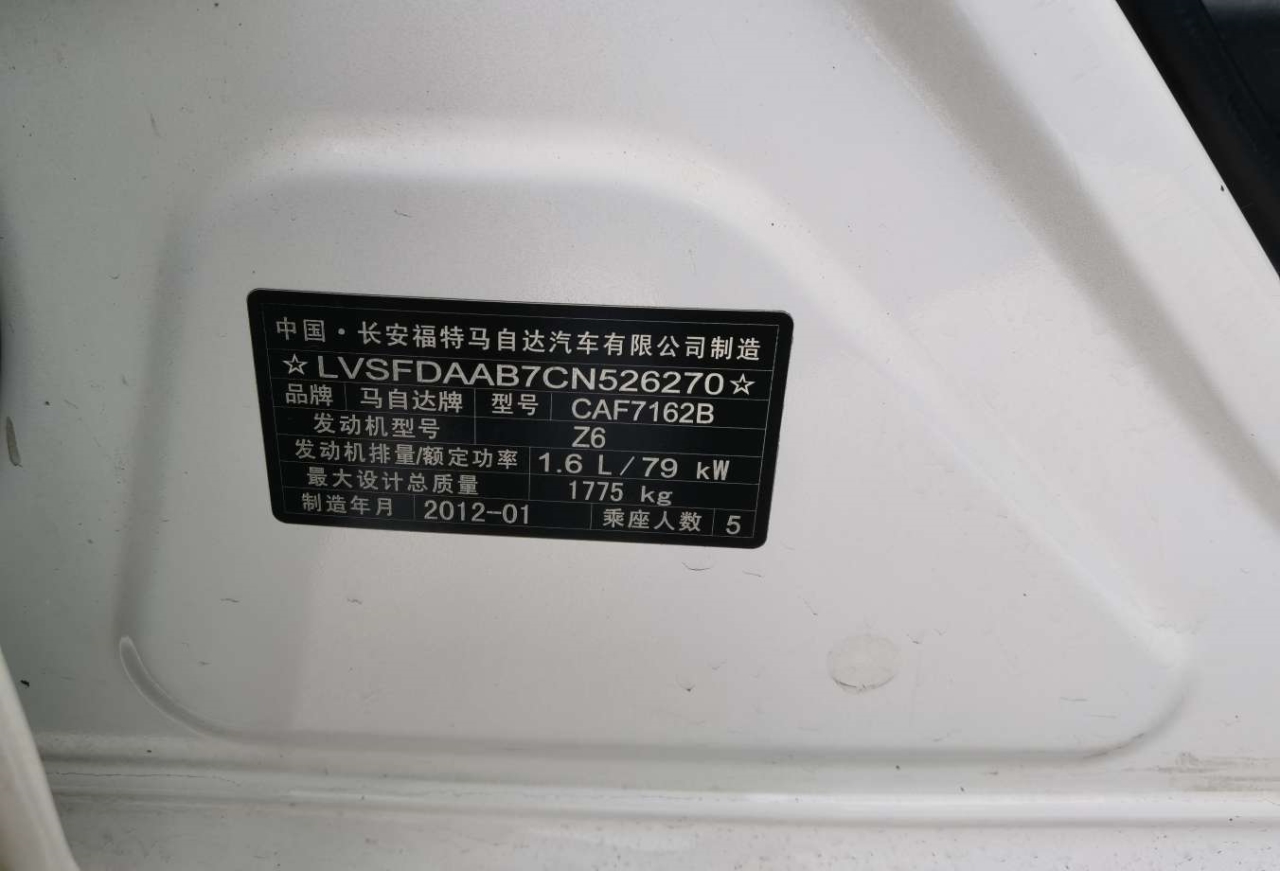 中国·长安福特马自达汽车有限公司制造
☆LVSFDAAB7CN526270☆
品牌 马自达牌 型号 CAF7162B
发动机型号 Z6
发动机排量/额定功率 1.6 L/79 kW
最大设计总质量 1775 kg
制造年月 2012-01 乘座人数 5